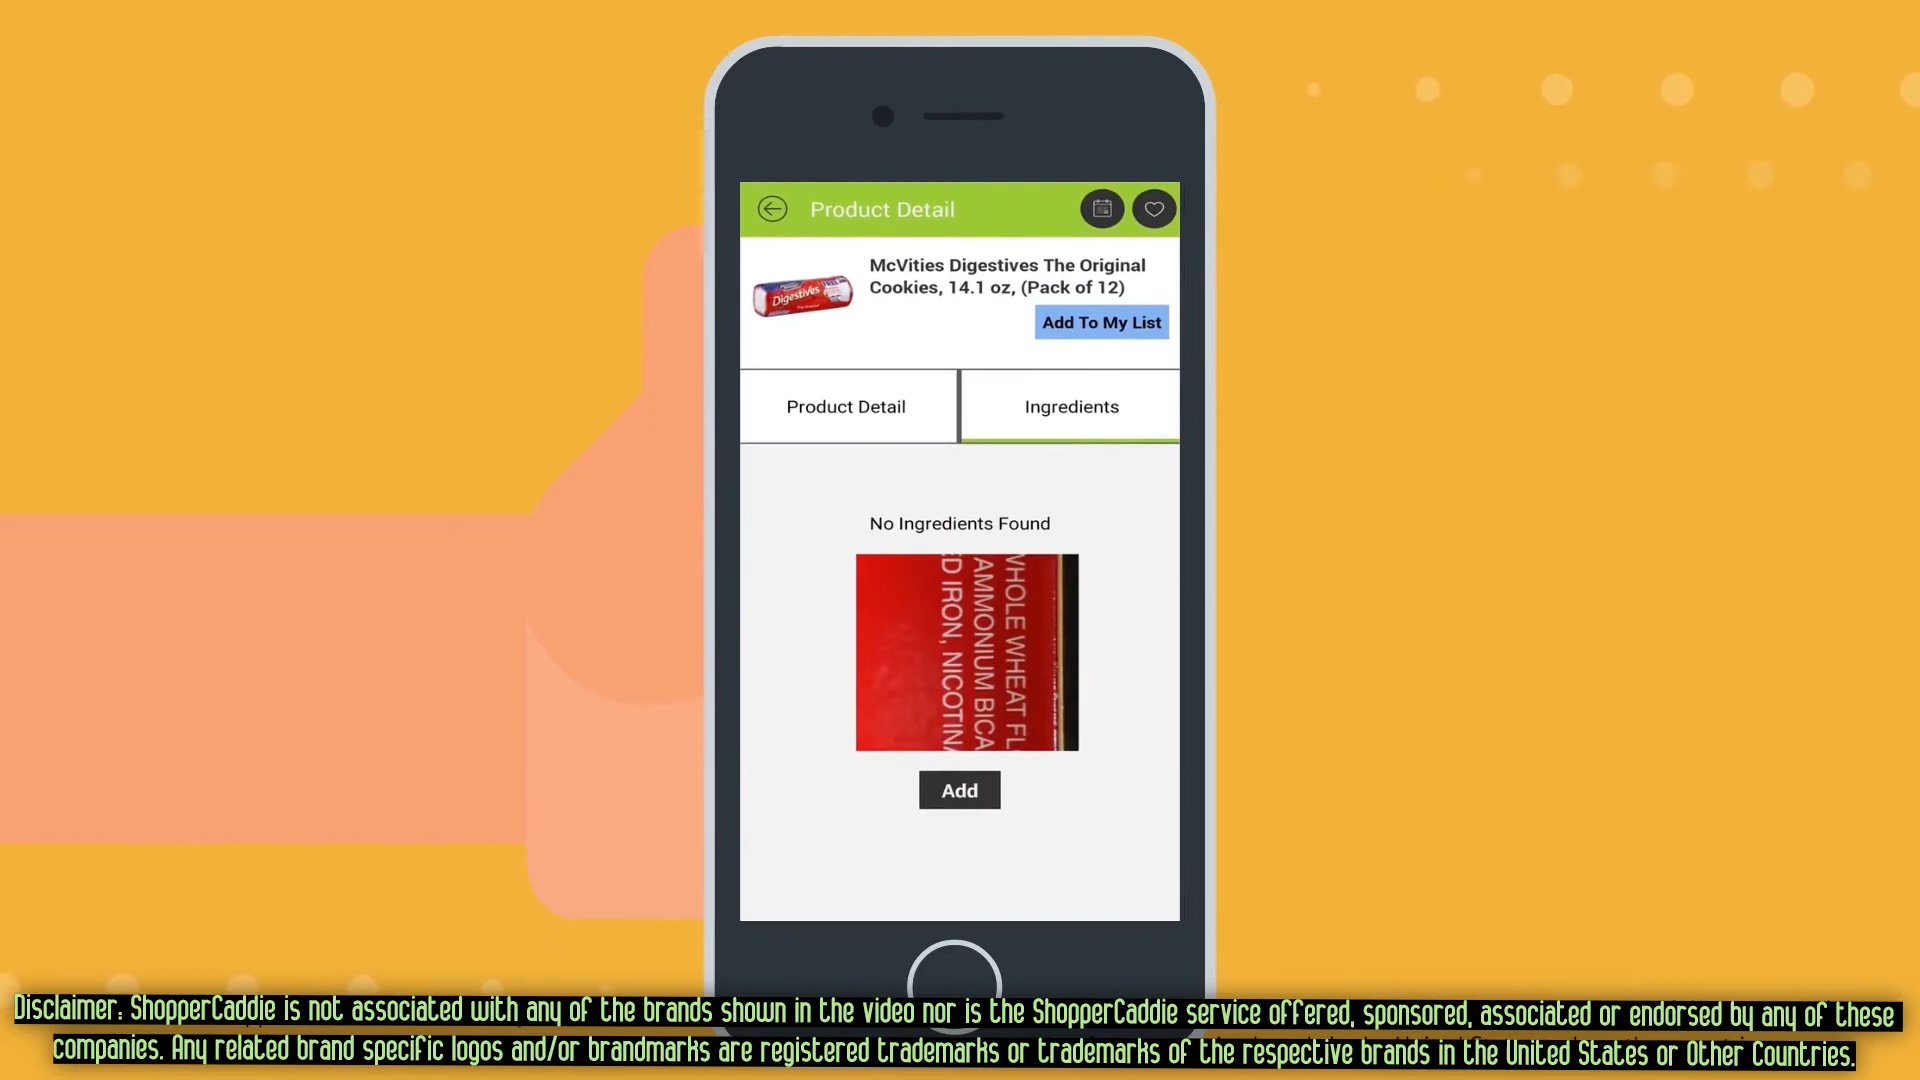 Product Detail
McVities Digestives The Original
Cookies, 14.1 oz, (Pack of 12)
Digestives
Add To My List
Product Detail
Ingredients
No Ingredients Found
WHOLE WHEAT FL
AMMONIUM BICA
ED IRON, NICOTINA
Add
Disclaimer: ShopperCaddie is not associated with any of the brands shown in the video nor is the ShopperCaddie service offered, sponsored, associated or endorsed by any of these
companies. Any related brand specific logos and/or brandmarks are registered trademarks or trademarks of the respective brands in the United States or Other Countries.